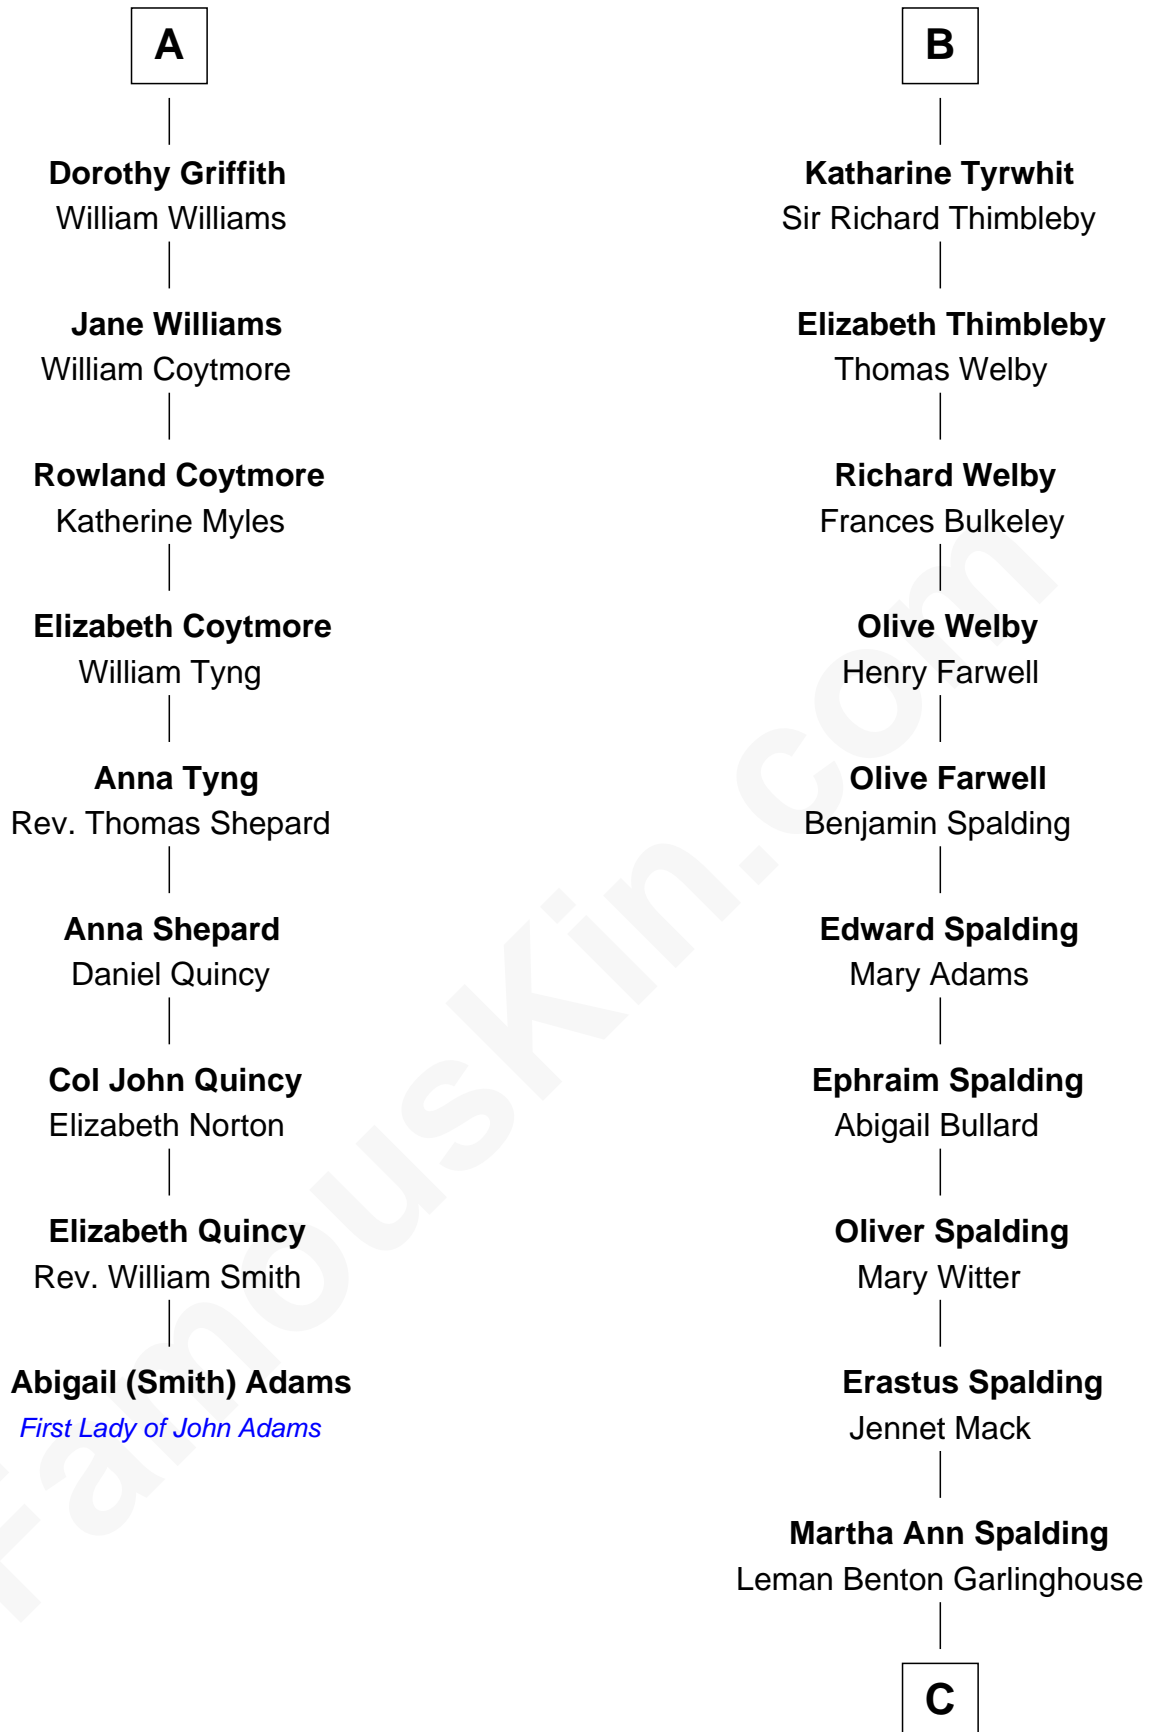 A
Dorothy Griffith
William Williams
Jane Williams
William Coytmore
Rowland Coytmore
Katherine Myles
Elizabeth Coytmore
William Tyng
Anna Tyng
Rev. Thomas Shepard
Anna Shepard
Daniel Quincy
Col John Quincy
Elizabeth Norton
Elizabeth Quincy
Rev. William Smith
Abigail (Smith) Adams
First Lady of John Adams
B
Katharine Tyrwhit
Sir Richard Thimbleby
Elizabeth Thimbleby
Thomas Welby
Richard Welby
Frances Bulkeley
Olive Welby
Henry Farwell
Olive Farwell
Benjamin Spalding
Edward Spalding
Mary Adams
Ephraim Spalding
Abigail Bullard
Oliver Spalding
Mary Witter
Erastus Spalding
Jennet Mack
Martha Ann Spalding
Leman Benton Garlinghouse
C
FamousKin.com